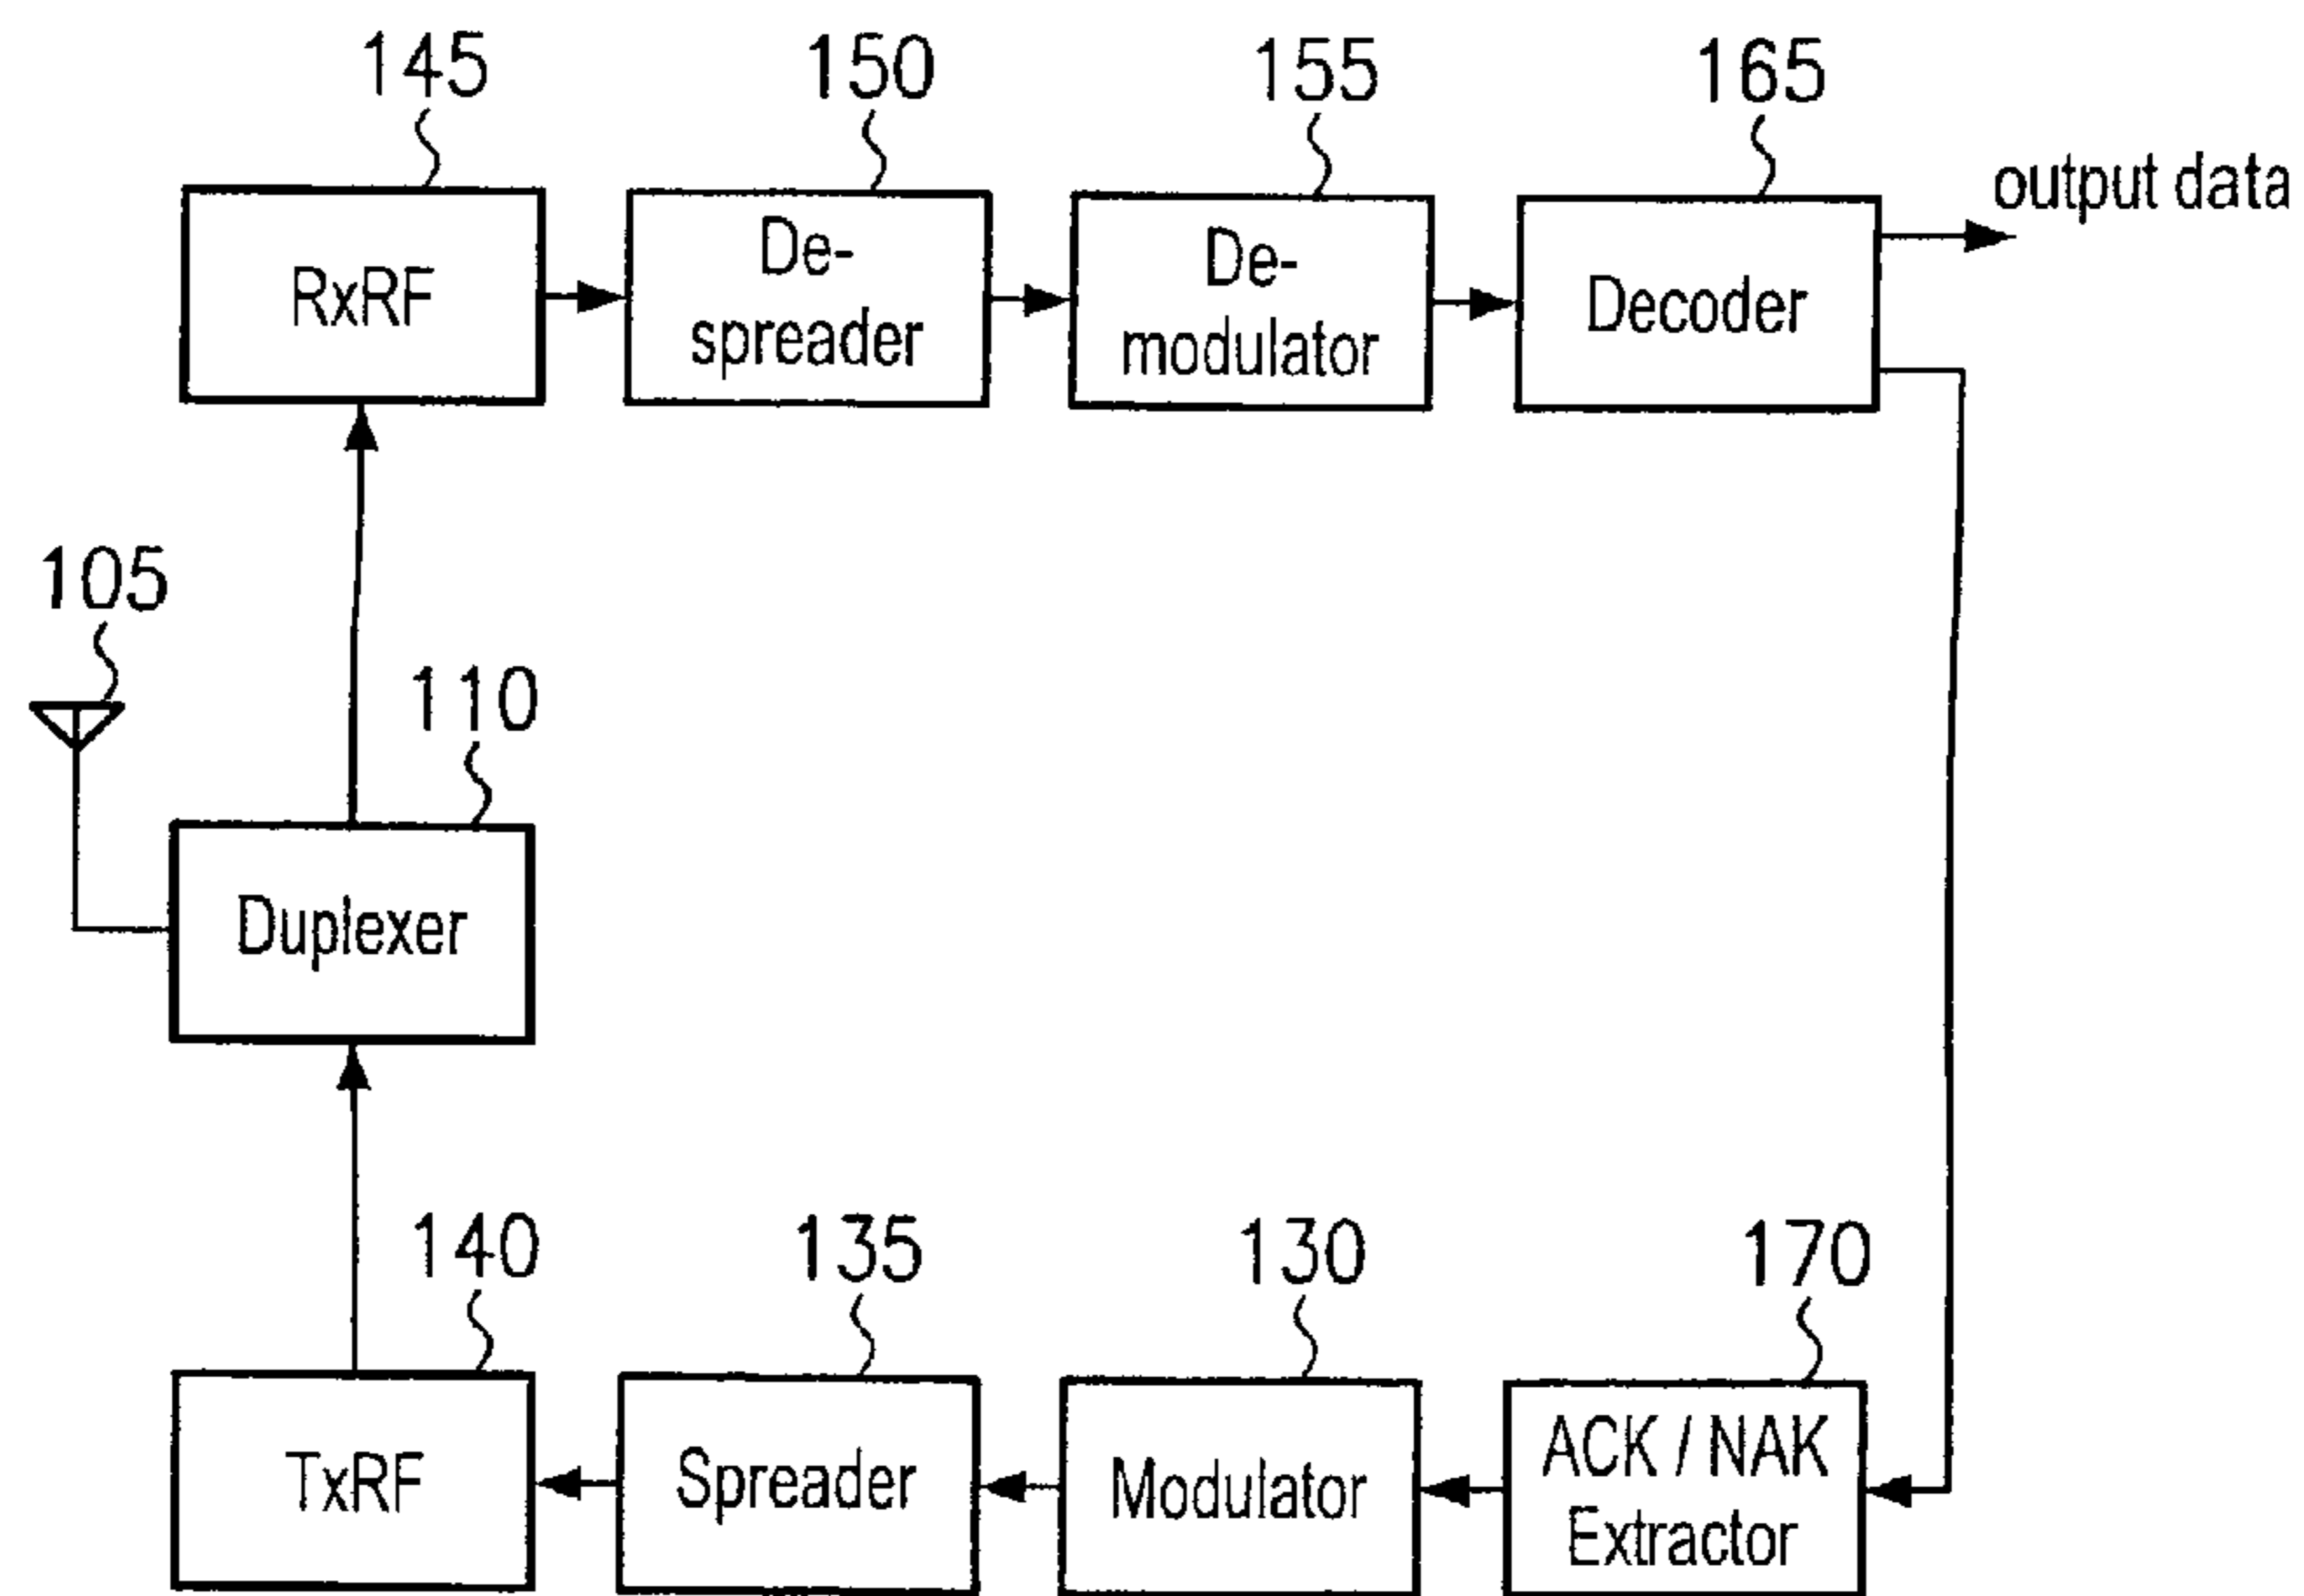 145
150
155
165
output data
RxRF
De-
spreader
De-
modulator
Decoder
105
110
Duplexer
140
135
130
170
TxRF
Spreader
Modulator
ACK / NAK
Extractor